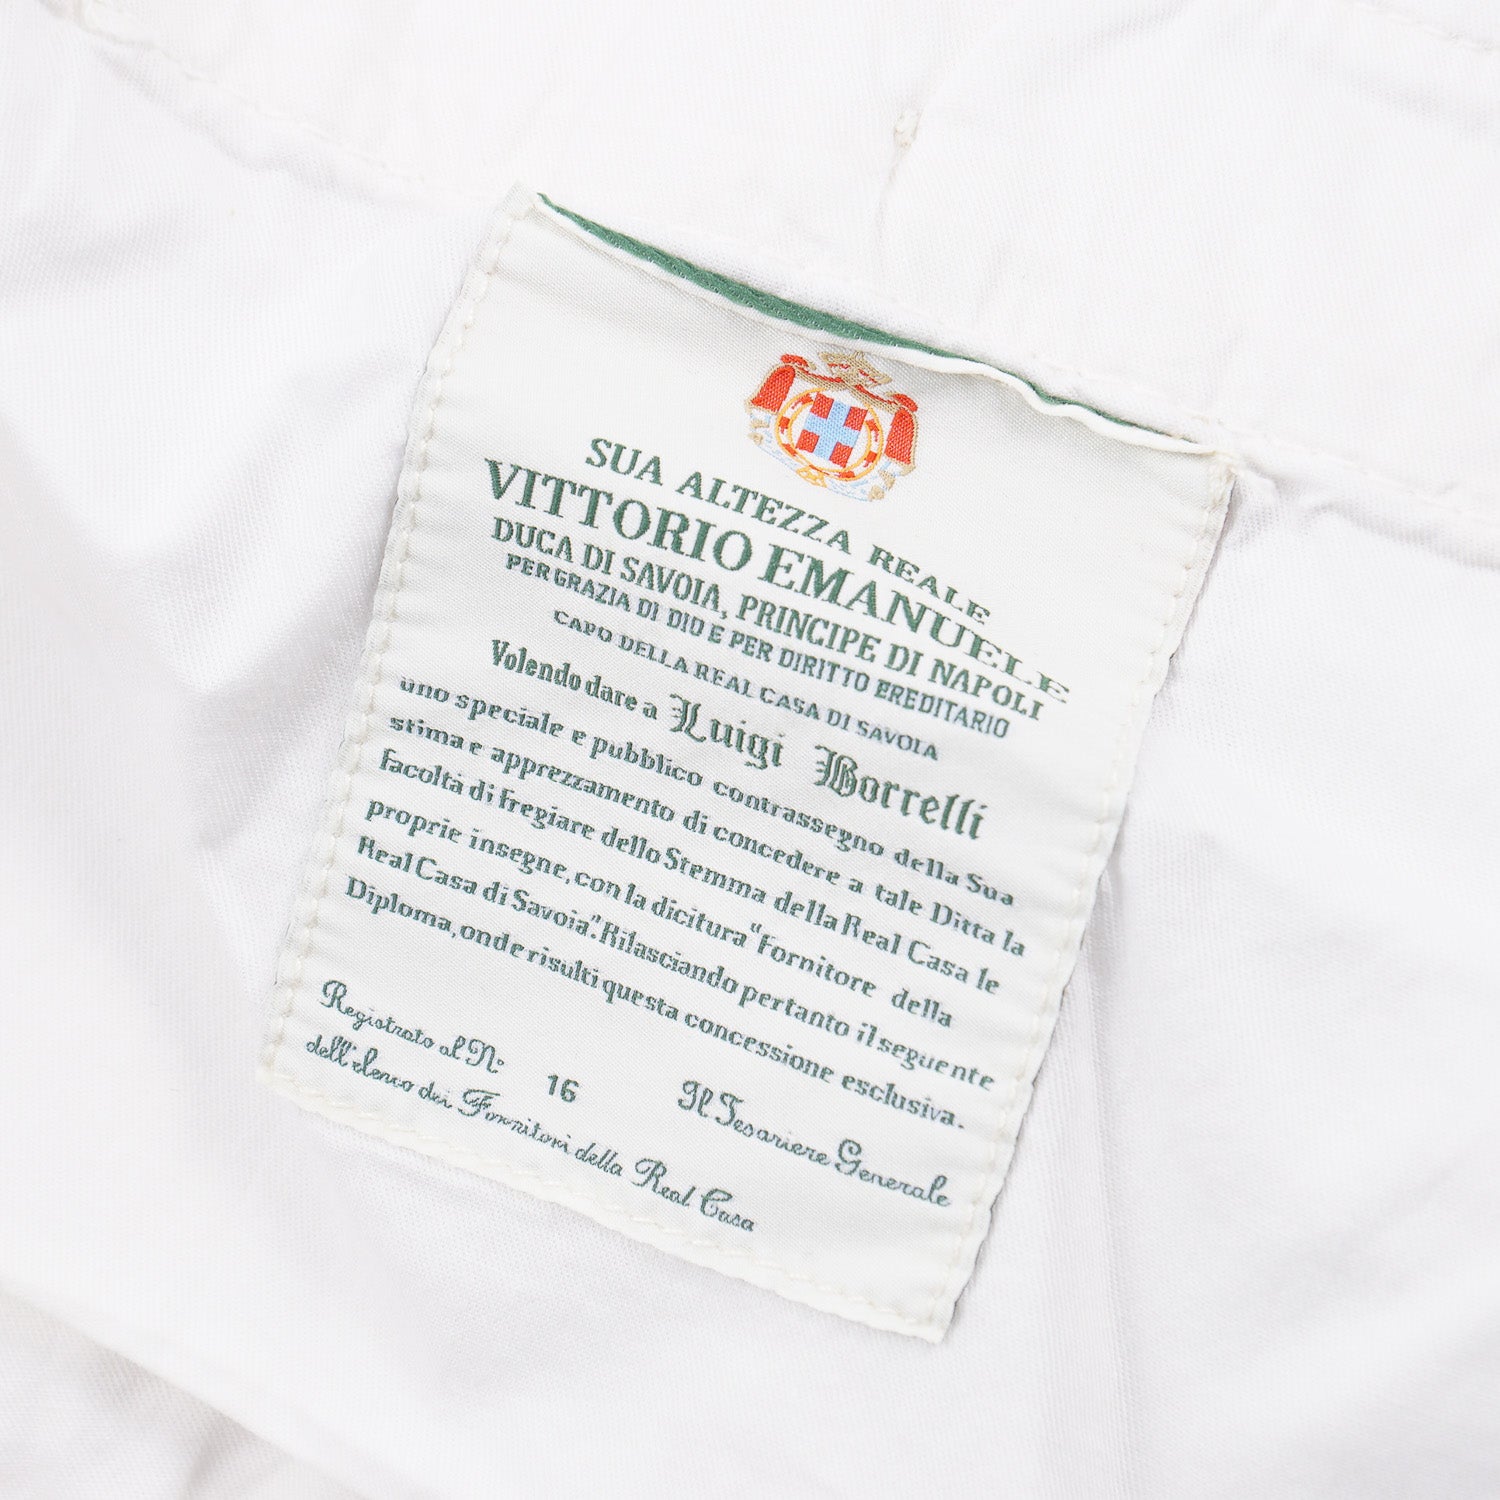 SUA ALTEZZA REALE
VITTORIO EMANUELE
DUCA DI SAVOIA, PRINCIPE DI NAPOLI
PER GRAZIA DI DIO E PER DIRITTO EREDITARIO
CAPO DELLA REAL CASA DI SAVOIA
Volendo dare a Luigi Borrelli
uno speciale e pubblico contrassegno della Sua
stima e apprezzamento di concedere a tale Ditta la
facoltà di fregiare dello Stemma della Real Casa le
proprie insegne, con la dicitura "Fornitore della
Real Casa di Savoia". Rilasciando pertanto il seguente
Diploma, onde risulti questa concessione esclusiva.
Registrato al N° 16
dell'elenco dei Fornitori della Real Casa
Il Tesoriere Generale